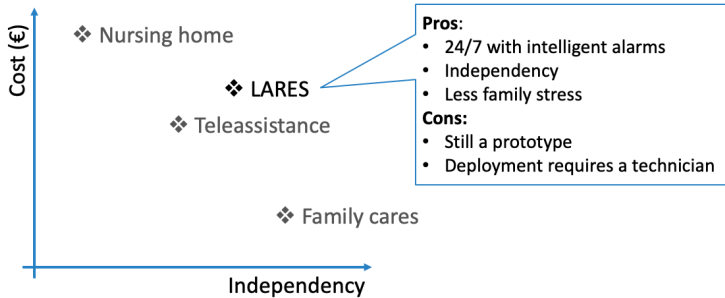 Cost (€)
❖ Nursing home
❖ LARES
❖ Teleassistance
❖ Family cares
Independency
Pros:
• 24/7 with intelligent alarms
• Independency
• Less family stress
Cons:
• Still a prototype
• Deployment requires a technician